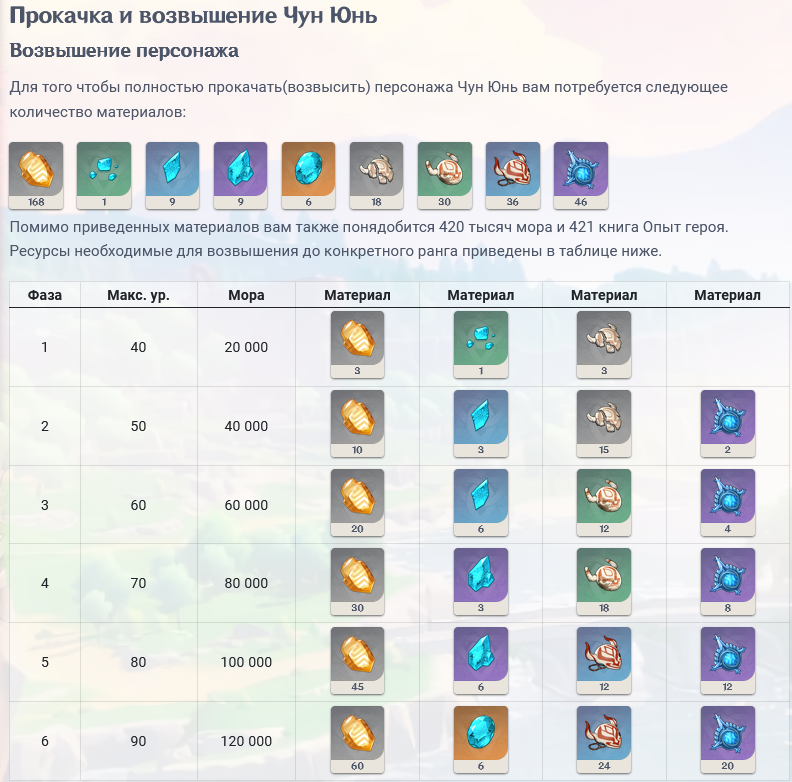 Прокачка и возвышение Чун Юнь
Возвышение персонажа
Для того чтобы полностью прокачать(возвысить) персонажа Чун Юнь вам потребуется следующее
количество материалов:
168 1 9 9 6 18 30 36 46
Помимо приведенных материалов вам также понядобится 420 тысяч мора и 421 книга Опыт героя.
Ресурсы необходимые для возвышения до конкретного ранга приведены в таблице ниже.
Фаза Макс. ур. Мора Материал Материал Материал Материал
1 40 20 000 3 1 3
2 50 40 000 10 3 15 2
3 60 60 000 20 6 12 4
4 70 80 000 30 3 18 8
5 80 100 000 45 6 12 12
6 90 120 000 60 6 24 20